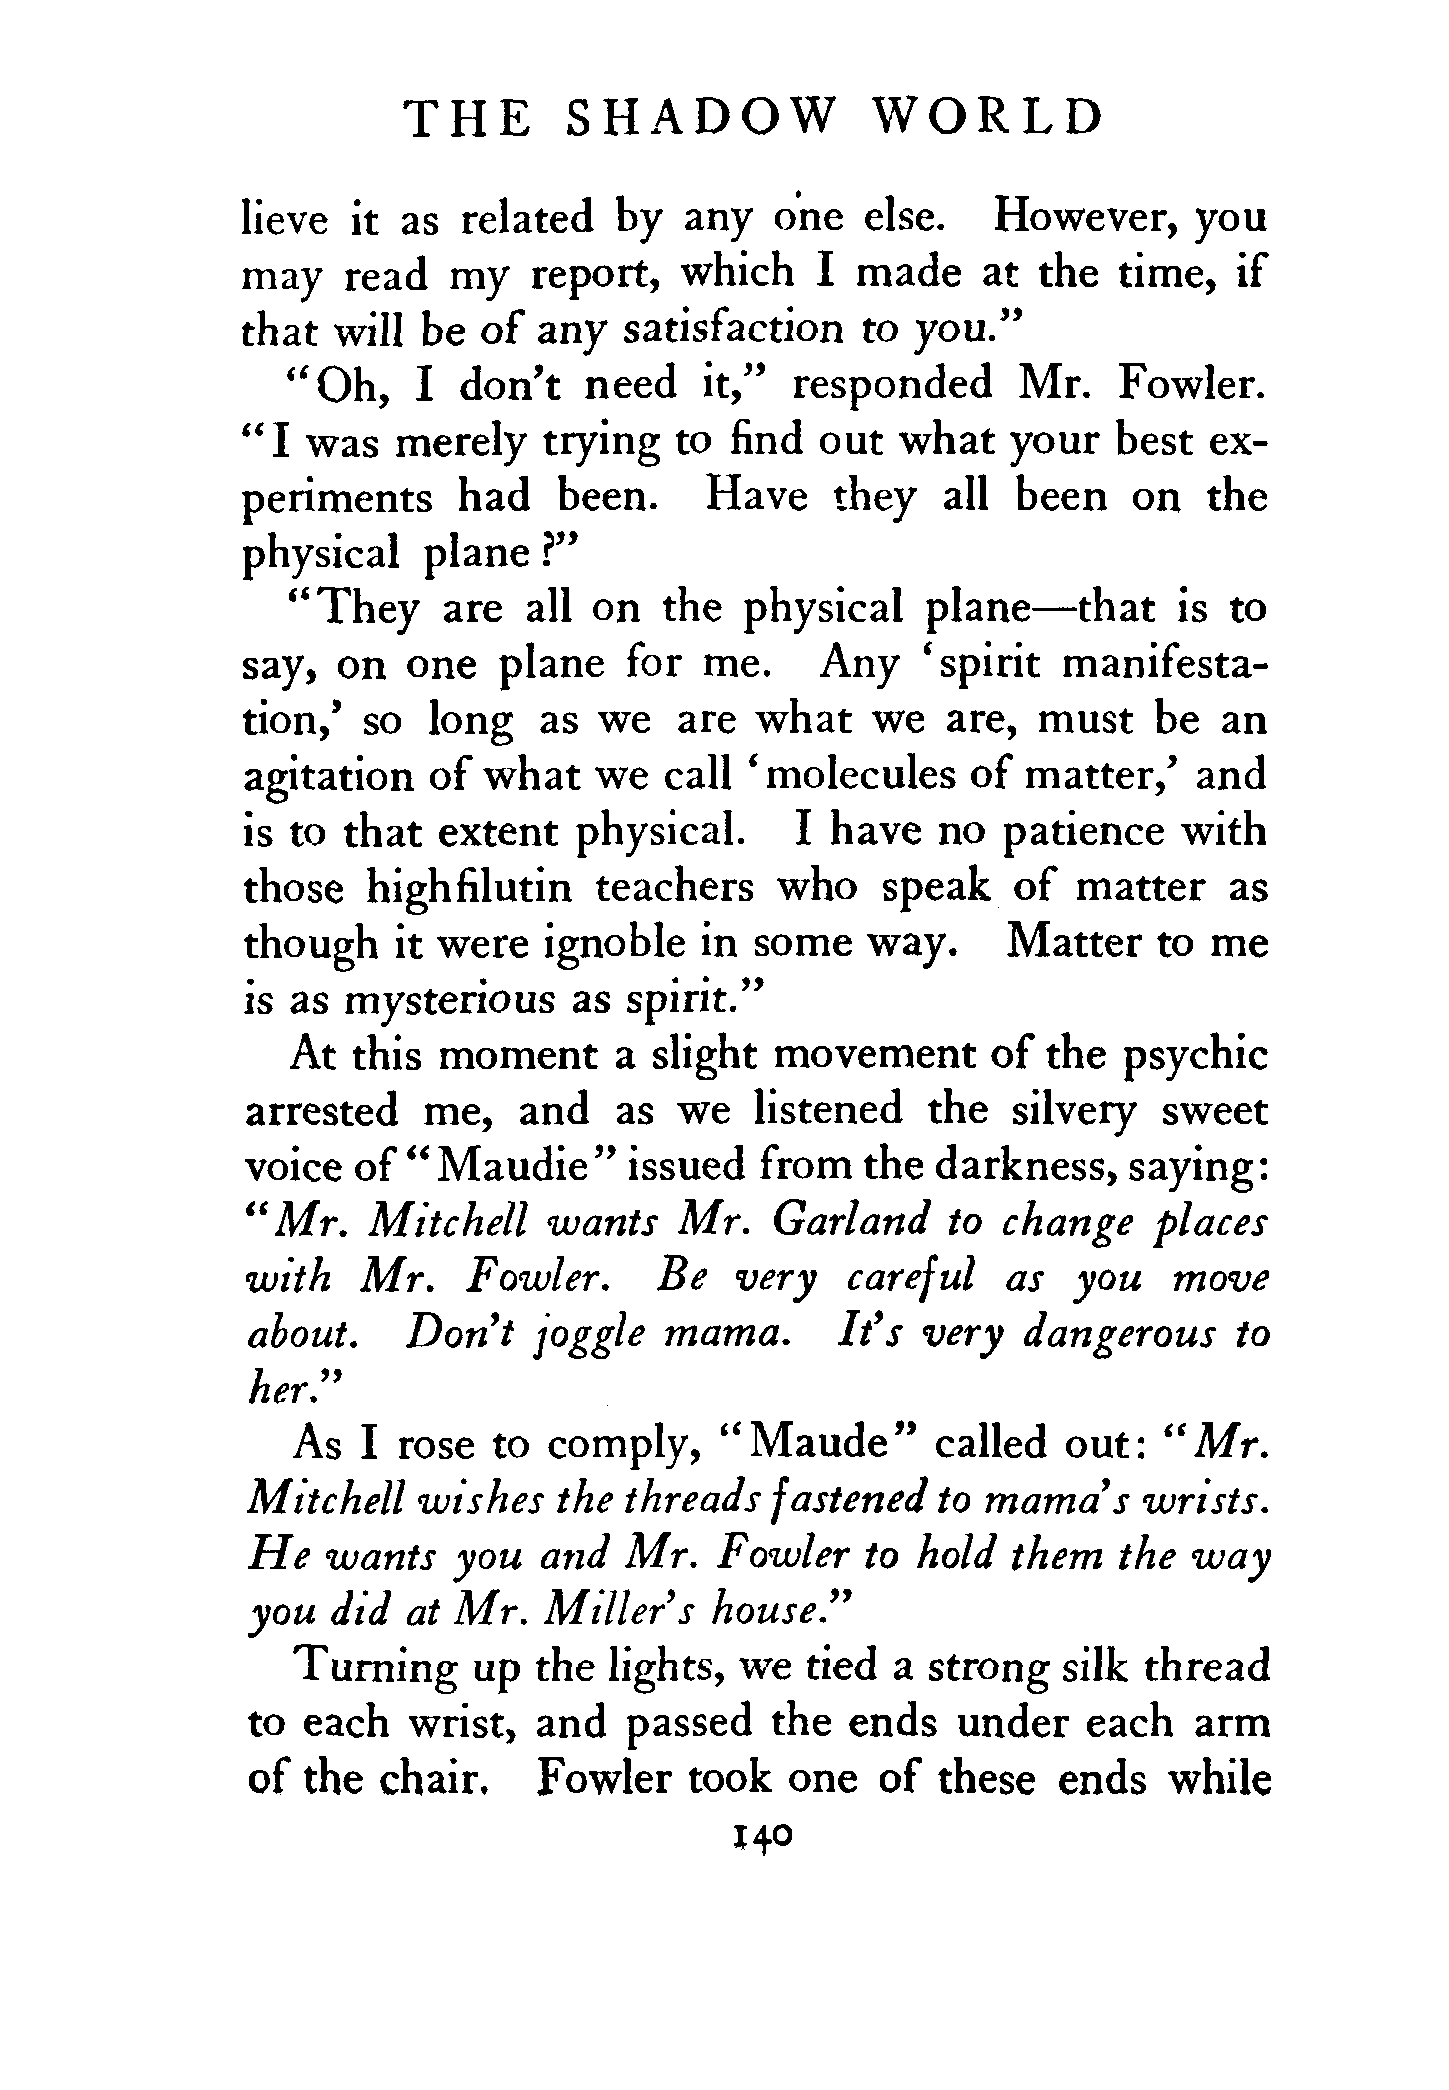 THE SHADOW WORLD
lieve it as related by any one else. However, you
may read my report, which I made at the time, if
that will be of any satisfaction to you.”
“Oh, I don’t need it,” responded Mr. Fowler.
“I was merely trying to find out what your best ex-
periments had been. Have they all been on the
physical plane?”
“They are all on the physical plane—that is to
say, on one plane for me. Any ‘spirit manifesta-
tion,’ so long as we are what we are, must be an
agitation of what we call ‘molecules of matter,’ and
is to that extent physical. I have no patience with
those highfilutin teachers who speak of matter as
though it were ignoble in some way. Matter to me
is as mysterious as spirit.”
At this moment a slight movement of the psychic
arrested me, and as we listened the silvery sweet
voice of “Maudie” issued from the darkness, saying:
“Mr. Mitchell wants Mr. Garland to change places
with Mr. Fowler. Be very careful as you move
about. Don’t joggle mama. It’s very dangerous to
her.”
As I rose to comply, “Maude” called out: “Mr.
Mitchell wishes the threads fastened to mama’s wrists.
He wants you and Mr. Fowler to hold them the way
you did at Mr. Miller’s house.”
Turning up the lights, we tied a strong silk thread
to each wrist, and passed the ends under each arm
of the chair. Fowler took one of these ends while
140